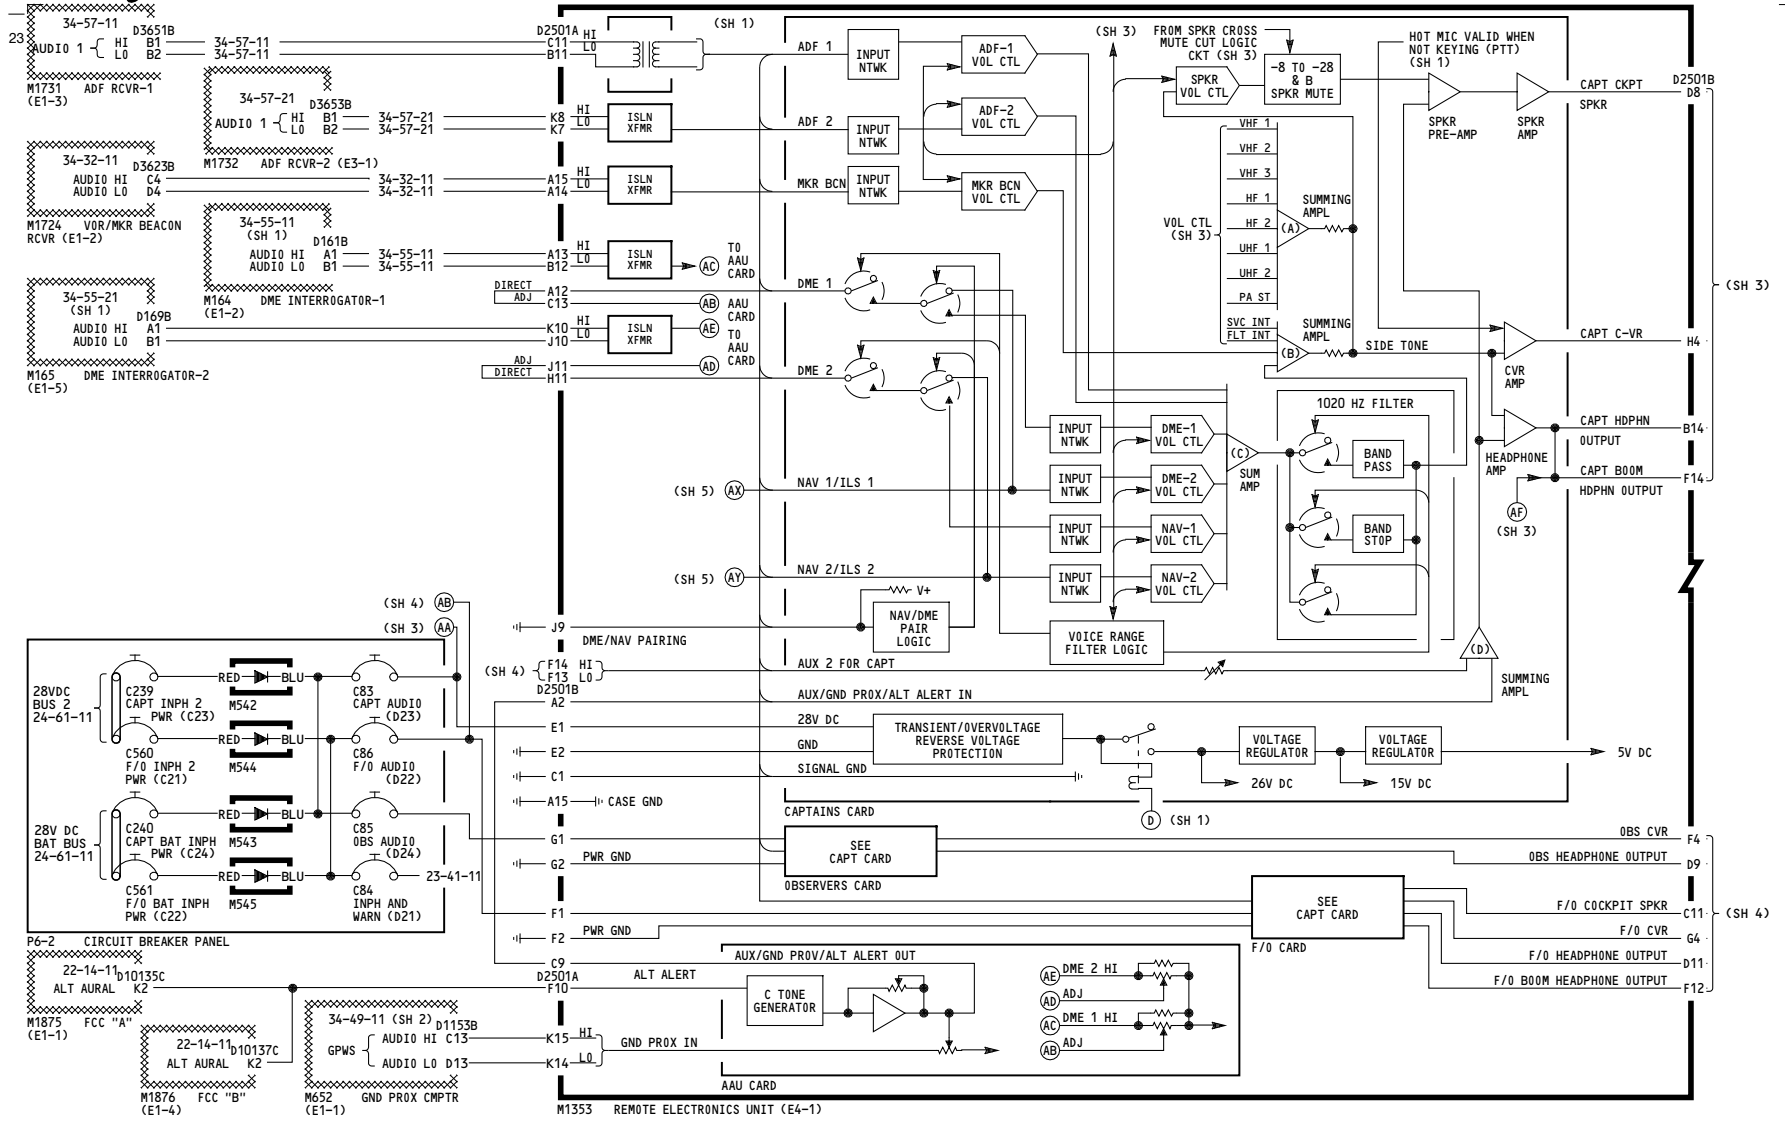 23
34-57-11
D3651B
AUDIO 1 { HI B1 34-57-11
LO B2 34-57-11
M1731 ADF RCVR-1
(E1-3)
34-57-21
D3653B
AUDIO 1 { HI B1 34-57-21
LO B2 34-57-21
M1732 ADF RCVR-2 (E3-1)
34-32-11
D3623B
AUDIO HI C4 34-32-11
AUDIO LO D4 34-32-11
M1724 VOR/MKR BEACON
RCVR (E1-2)
34-55-11
(SH 1)
D161B
AUDIO HI A1 34-55-11
AUDIO LO B1 34-55-11
M164 DME INTERROGATOR-1
(E1-2)
34-55-21
(SH 1)
D169B
AUDIO HI A1
AUDIO LO B1
M165 DME INTERROGATOR-2
(E1-5)
D2501A
C11 HI
B11 LO
K8 HI
K7 LO
ISLN
XFMR
A15 HI
A14 LO
ISLN
XFMR
A13 HI
B12 LO
ISLN
XFMR
AC
TO
AAU
CARD
DIRECT A12
ADJ C13
AB
AAU
CARD
K10 HI
J10 LO
ISLN
XFMR
AE
TO
AAU
CARD
ADJ J11
DIRECT H11
AD
(SH 1)
ADF 1
INPUT
NTWK
ADF-1
VOL CTL
ADF 2
INPUT
NTWK
ADF-2
VOL CTL
MKR BCN
INPUT
NTWK
MKR BCN
VOL CTL
(SH 3)
FROM SPKR CROSS
MUTE CUT LOGIC
CKT (SH 3)
SPKR
VOL CTL
-8 TO -28
& B
SPKR MUTE
HOT MIC VALID WHEN
NOT KEYING (PTT)
(SH 1)
SPKR
PRE-AMP
SPKR
AMP
CAPT CKPT
SPKR
D2501B
D8
VHF 1
VHF 2
VHF 3
HF 1
HF 2
UHF 1
UHF 2
PA ST
SVC INT
FLT INT
VOL CTL
(SH 3)
(A)
SUMMING
AMPL
(B)
SUMMING
AMPL
SIDE TONE
CVR
AMP
CAPT C-VR
H4
(SH 3)
DME 1
DME 2
(SH 5) AX NAV 1/ILS 1
(SH 5) AY NAV 2/ILS 2
INPUT
NTWK
DME-1
VOL CTL
INPUT
NTWK
DME-2
VOL CTL
INPUT
NTWK
NAV-1
VOL CTL
INPUT
NTWK
NAV-2
VOL CTL
(C)
SUM
AMP
1020 HZ FILTER
BAND
PASS
BAND
STOP
HEADPHONE
AMP
CAPT HDPHN
OUTPUT
B14
CAPT BOOM
HDPHN OUTPUT
F14
AF
(SH 3)
V+
NAV/DME
PAIR
LOGIC
VOICE RANGE
FILTER LOGIC
(D)
SUMMING
AMPL
J9 DME/NAV PAIRING
(SH 4) F14 HI
F13 LO
AUX 2 FOR CAPT
D2501B
A2
AUX/GND PROX/ALT ALERT IN
E1 28V DC
E2 GND
C1 SIGNAL GND
A15 CASE GND
TRANSIENT/OVERVOLTAGE
REVERSE VOLTAGE
PROTECTION
VOLTAGE
REGULATOR
VOLTAGE
REGULATOR
26V DC
15V DC
5V DC
D (SH 1)
CAPTAINS CARD
(SH 4) AB
(SH 3) AA
28VDC
BUS 2
24-61-11
C239
CAPT INPH 2
PWR (C23)
RED BLU
M542
C83
CAPT AUDIO
(D23)
C560
F/O INPH 2
PWR (C21)
RED BLU
M544
C86
F/O AUDIO
(D22)
28V DC
BAT BUS
24-61-11
C240
CAPT BAT INPH
PWR (C24)
RED BLU
M543
C85
OBS AUDIO
(D24)
C561
F/O BAT INPH
PWR (C22)
RED BLU
M545
C84
INPH AND
WARN (D21)
23-41-11
P6-2 CIRCUIT BREAKER PANEL
G1
G2 PWR GND
SEE
CAPT CARD
OBSERVERS CARD
OBS CVR F4
OBS HEADPHONE OUTPUT D9
F1
F2 PWR GND
SEE
CAPT CARD
F/O CARD
F/O COCKPIT SPKR C11
F/O CVR G4
F/O HEADPHONE OUTPUT D11
F/O BOOM HEADPHONE OUTPUT F12
(SH 4)
C9 AUX/GND PROV/ALT ALERT OUT
D2501A
F10 ALT ALERT
C TONE
GENERATOR
AE DME 2 HI
AD ADJ
AC DME 1 HI
AB ADJ
K15 HI
K14 LO
GND PROX IN
AAU CARD
22-14-11
D10135C
ALT AURAL K2
M1875 FCC "A"
(E1-1)
22-14-11
D10137C
ALT AURAL K2
M1876 FCC "B"
(E1-4)
34-49-11 (SH 2)
D1153B
GPWS { AUDIO HI C13
AUDIO LO D13
M652 GND PROX CMPTR
(E1-1)
M1353 REMOTE ELECTRONICS UNIT (E4-1)
ISLN
XFMR